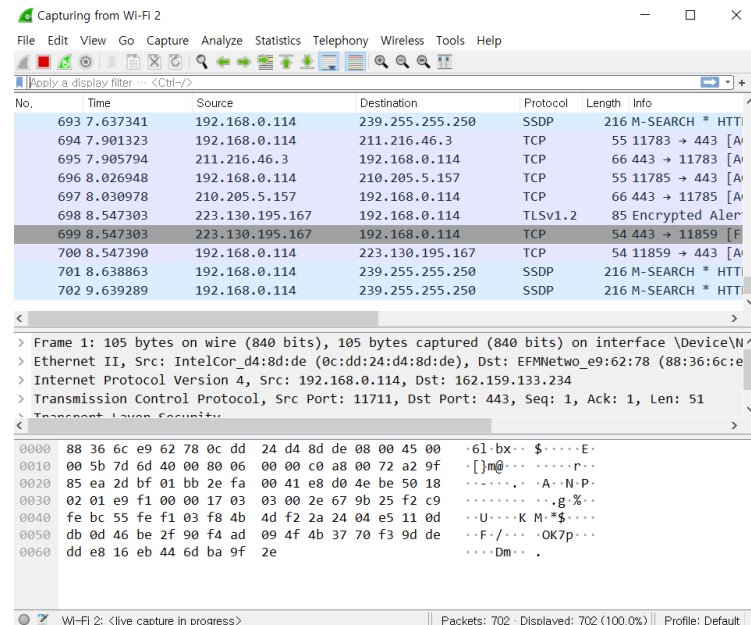 Capturing from Wi-Fi 2
File Edit View Go Capture Analyze Statistics Telephony Wireless Tools Help
Apply a display filter ··· <Ctrl-/>
No. Time Source Destination Protocol Length Info
693 7.637341 192.168.0.114 239.255.255.250 SSDP 216 M-SEARCH * HTT
694 7.901323 192.168.0.114 211.216.46.3 TCP 55 11783 → 443 [A
695 7.905794 211.216.46.3 192.168.0.114 TCP 66 443 → 11783 [A
696 8.026948 192.168.0.114 210.205.5.157 TCP 55 11785 → 443 [A
697 8.030978 210.205.5.157 192.168.0.114 TCP 66 443 → 11785 [A
698 8.547303 223.130.195.167 192.168.0.114 TLSv1.2 85 Encrypted Aler
699 8.547303 223.130.195.167 192.168.0.114 TCP 54 443 → 11859 [F
700 8.547390 192.168.0.114 223.130.195.167 TCP 54 11859 → 443 [A
701 8.638863 192.168.0.114 239.255.255.250 SSDP 216 M-SEARCH * HTT
702 9.639289 192.168.0.114 239.255.255.250 SSDP 216 M-SEARCH * HTT
> Frame 1: 105 bytes on wire (840 bits), 105 bytes captured (840 bits) on interface \Device\N
> Ethernet II, Src: IntelCor_d4:8d:de (0c:dd:24:d4:8d:de), Dst: EFMNetwo_e9:62:78 (88:36:6c:e
> Internet Protocol Version 4, Src: 192.168.0.114, Dst: 162.159.133.234
> Transmission Control Protocol, Src Port: 11711, Dst Port: 443, Seq: 1, Ack: 1, Len: 51
> Transport Layer Security
0000 88 36 6c e9 62 78 0c dd 24 d4 8d de 08 00 45 00 ·6l·bx·· $·····E·
0010 00 5b 7d 6d 40 00 80 06 00 00 c0 a8 00 72 a2 9f ·[}m@··· ·····r··
0020 85 ea 2d bf 01 bb 2e fa 00 41 e8 d0 4e be 50 18 ··-···.· ·A··N·P·
0030 02 01 e9 f1 00 00 17 03 03 00 2e 67 9b 25 f2 c9 ········ ··.g·%··
0040 fe bc 55 fe f1 03 f8 4b 4d f2 2a 24 04 e5 11 0d ··U····K M·*$····
0050 db 0d 46 be 2f 90 f4 ad 09 4f 4b 37 70 f3 9d de ··F·/··· ·OK7p···
0060 dd e8 16 eb 44 6d ba 9f 2e ····Dm·· .
Wi-Fi 2: <live capture in progress> Packets: 702 · Displayed: 702 (100.0%) Profile: Default